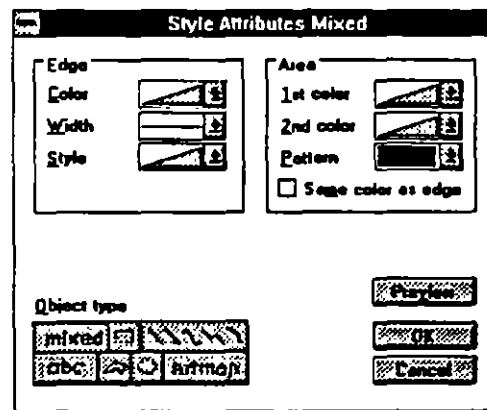 Style Attributes Mixed
Edge
Color
Width
Style
Area
1st color
2nd color
Pattern
Same color as edge
Object type
mixed
abc bitmap
Preview
OK
Cancel